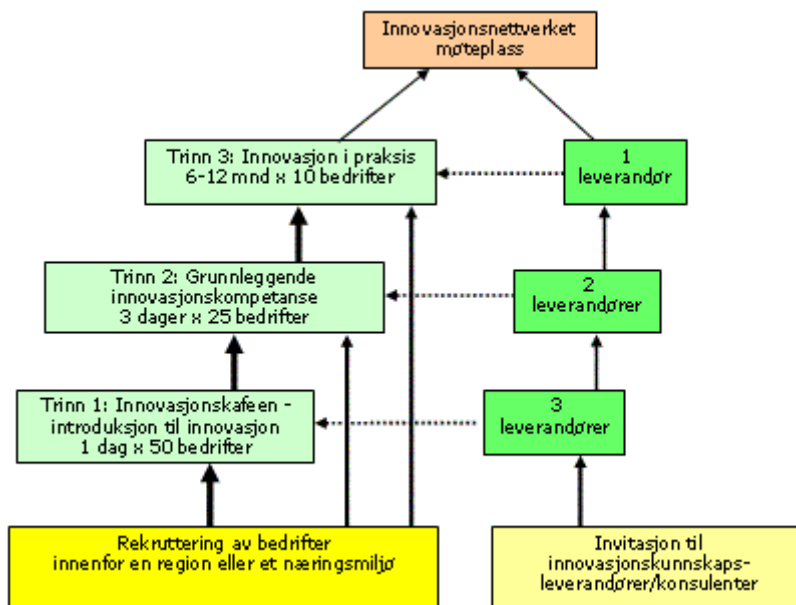 Innovasjonsnettverket
møteplass
Trinn 3: Innovasjon i praksis
6-12 mnd x 10 bedrifter
1
leverandør
Trinn 2: Grunnleggende
innovasjonskompetanse
3 dager x 25 bedrifter
2
leverandører
Trinn 1: Innovasjonskafeen -
introduksjon til innovasjon
1 dag x 50 bedrifter
3
leverandører
Rekruttering av bedrifter
innenfor en region eller et næringsmiljø
Invitasjon til
innovasjonskunnskaps-
leverandører/konsulenter